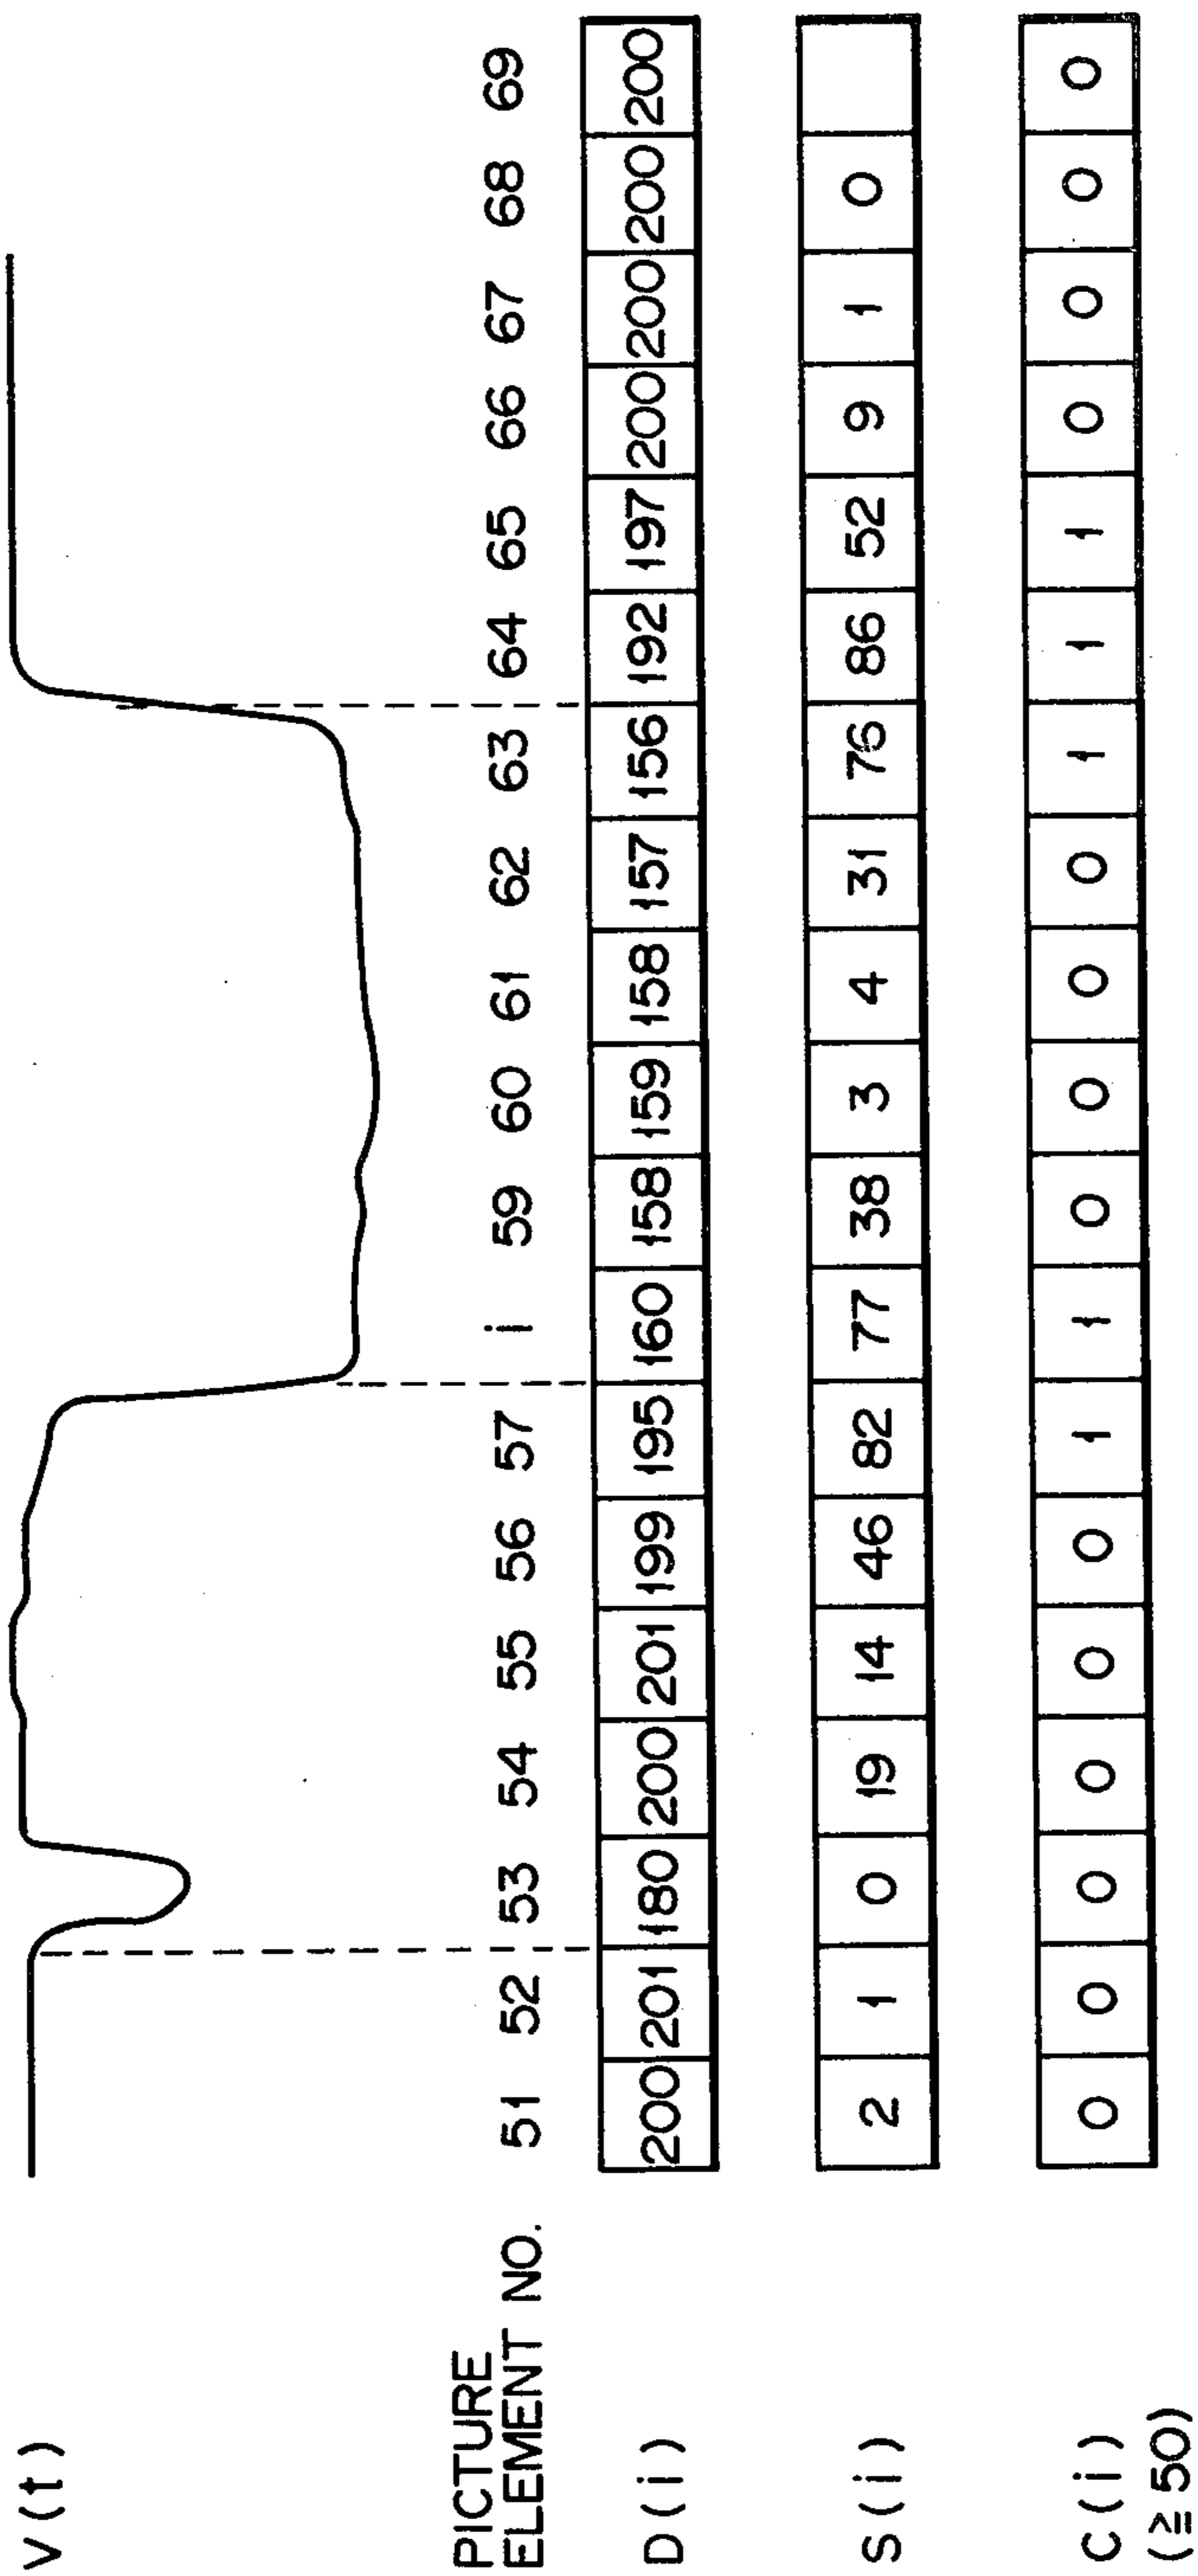 V(t)
PICTURE
ELEMENT NO. 51 52 53 54 55 56 57 i 59 60 61 62 63 64 65 66 67 68 69
D(i) 200 201 180 200 201 199 195 160 158 159 158 157 156 192 197 200 200 200 200
S(i) 2 1 0 19 14 46 82 77 38 3 4 31 76 86 52 9 1 0
C(i) 0 0 0 0 0 0 1 1 0 0 0 0 1 1 1 0 0 0 0
(≧50)